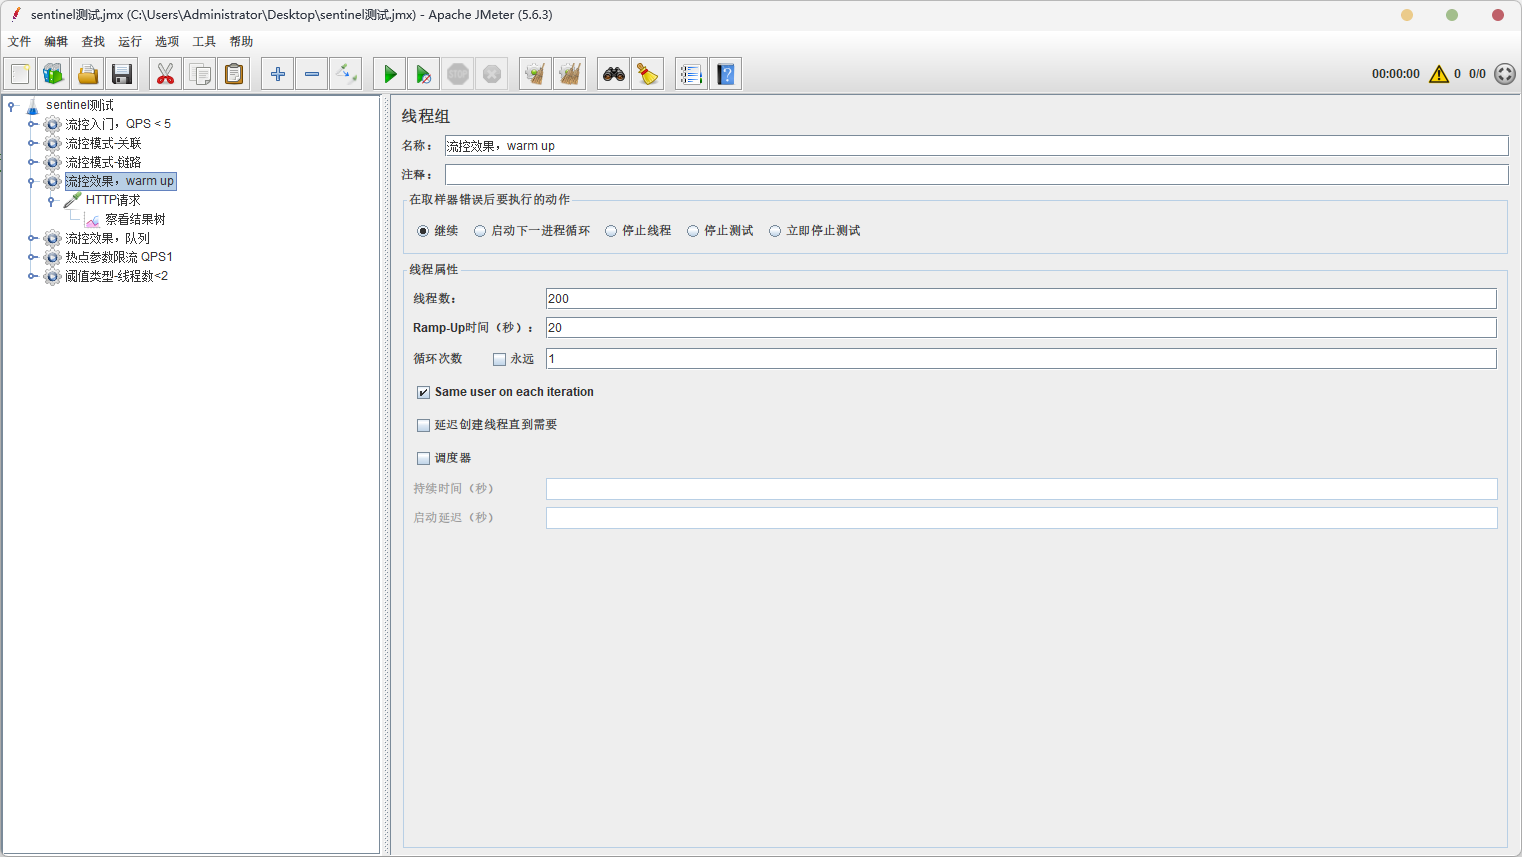 sentinel测试.jmx (C:\Users\Administrator\Desktop\sentinel测试.jmx) - Apache JMeter (5.6.3)
文件 编辑 查找 运行 选项 工具 帮助
STOP
00:00:00 0 0/0
sentinel测试
流控入门，QPS < 5
流控模式-关联
流控模式-链路
流控效果，warm up
HTTP请求
察看结果树
流控效果，队列
热点参数限流 QPS1
阈值类型-线程数<2
线程组
名称： 流控效果，warm up
注释：
在取样器错误后要执行的动作
继续 启动下一进程循环 停止线程 停止测试 立即停止测试
线程属性
线程数： 200
Ramp-Up时间（秒）： 20
循环次数 永远 1
Same user on each iteration
延迟创建线程直到需要
调度器
持续时间（秒）
启动延迟（秒）